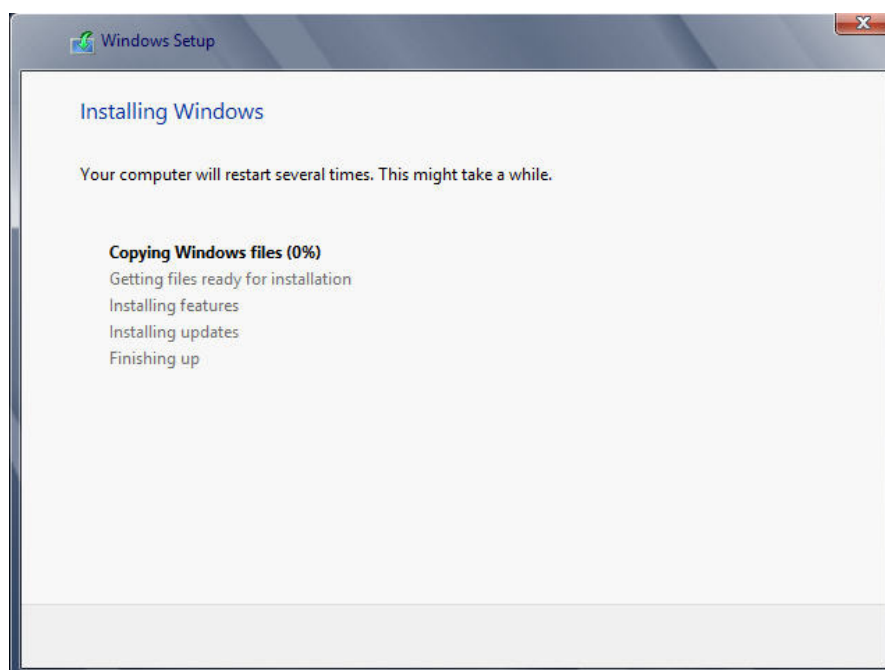 Windows Setup
Installing Windows
Your computer will restart several times. This might take a while.
Copying Windows files (0%)
Getting files ready for installation
Installing features
Installing updates
Finishing up